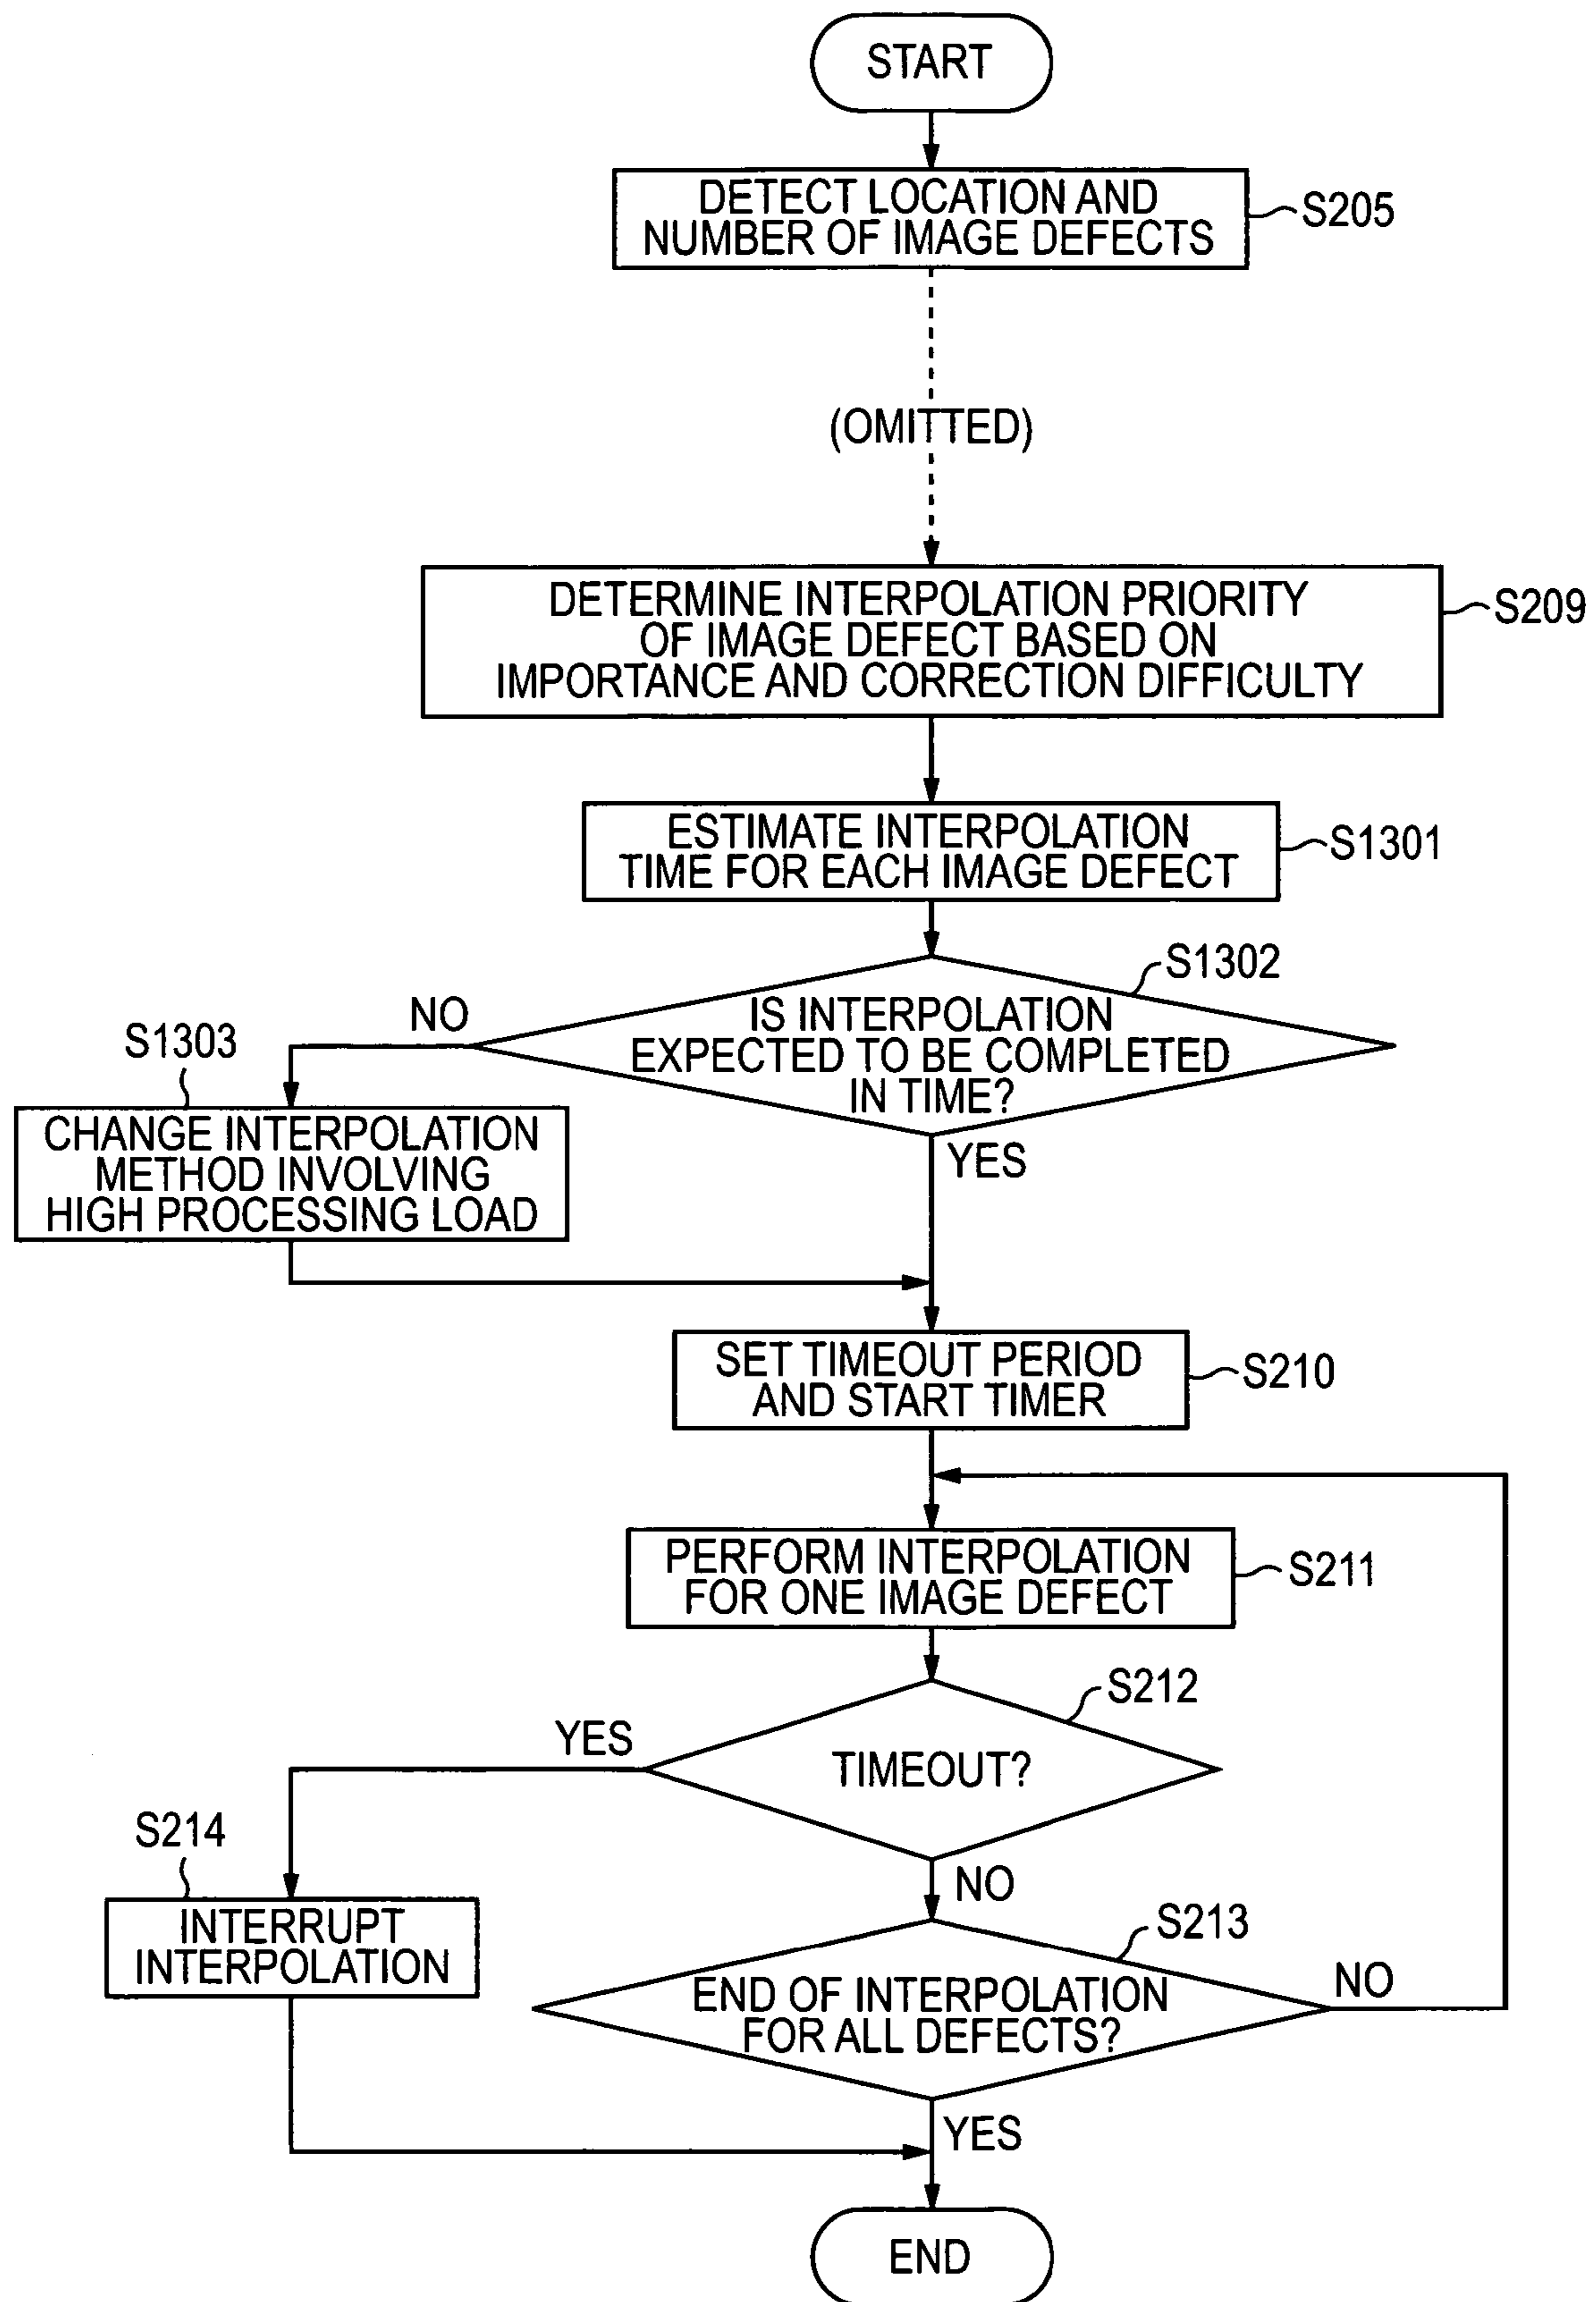 START
DETECT LOCATION AND
NUMBER OF IMAGE DEFECTS
S205
(OMITTED)
DETERMINE INTERPOLATION PRIORITY
OF IMAGE DEFECT BASED ON
IMPORTANCE AND CORRECTION DIFFICULTY
S209
ESTIMATE INTERPOLATION
TIME FOR EACH IMAGE DEFECT
S1301
S1302
IS INTERPOLATION
EXPECTED TO BE COMPLETED
IN TIME?
NO
YES
S1303
CHANGE INTERPOLATION
METHOD INVOLVING
HIGH PROCESSING LOAD
SET TIMEOUT PERIOD
AND START TIMER
S210
PERFORM INTERPOLATION
FOR ONE IMAGE DEFECT
S211
S212
TIMEOUT?
YES
NO
S214
INTERRUPT
INTERPOLATION
S213
END OF INTERPOLATION
FOR ALL DEFECTS?
NO
YES
END